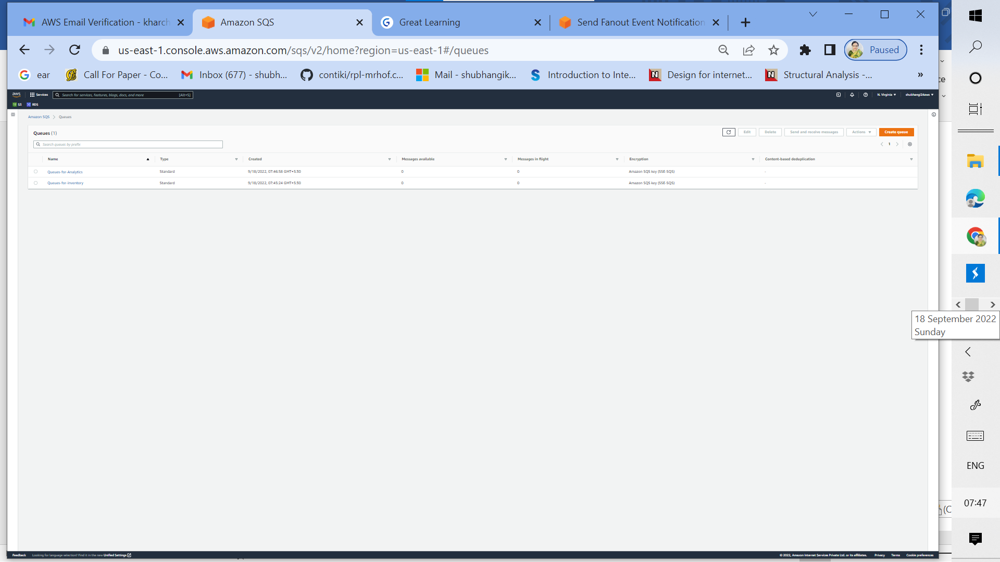 AWS Email Verification - kharch
Amazon SQS
Great Learning
Send Fanout Event Notification
us-east-1.console.aws.amazon.com/sqs/v2/home?region=us-east-1#/queues
Paused
ear
Call For Paper - Co...
Inbox (677) - shubh...
contiki/rpl-mrhof.c...
Mail - shubhangik...
Introduction to Inte...
Design for internet...
Structural Analysis -...
»
ce
aws
Services
Search for services, features, blogs, docs, and more
[Alt+S]
N. Virginia
shubhangi24aws
S3
RDS
Amazon SQS
Queues
Queues (1)
Edit
Delete
Send and receive messages
Actions
Create queue
Search queues by prefix
1
Name
Type
Created
Messages available
Messages in flight
Encryption
Content-based deduplication
Queues-for-Analytics
Standard
9/18/2022, 07:46:58 GMT+5:30
0
0
Amazon SQS key (SSE-SQS)
-
Queues-for-inventory
Standard
9/18/2022, 07:45:24 GMT+5:30
0
0
Amazon SQS key (SSE-SQS)
-
18 September 2022
Sunday
ENG
07:47
(C
Feedback
Looking for language selection? Find it in the new Unified Settings
© 2022, Amazon Internet Services Private Ltd. or its affiliates.
Privacy
Terms
Cookie preferences